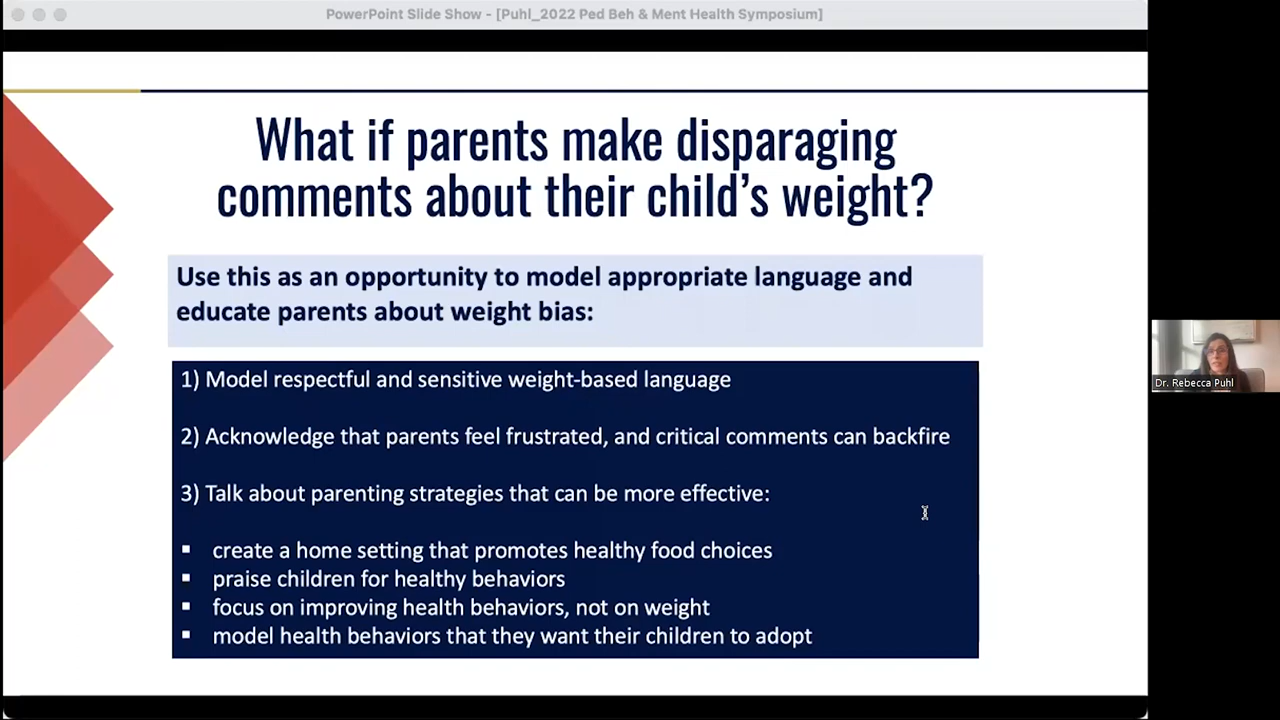 PowerPoint Slide Show - [Puhl_2022 Ped Beh & Ment Health Symposium]
What if parents make disparaging
comments about their child's weight?
Use this as an opportunity to model appropriate language and
educate parents about weight bias:
1) Model respectful and sensitive weight-based language
2) Acknowledge that parents feel frustrated, and critical comments can backfire
3) Talk about parenting strategies that can be more effective:
▪ create a home setting that promotes healthy food choices
▪ praise children for healthy behaviors
▪ focus on improving health behaviors, not on weight
▪ model health behaviors that they want their children to adopt
Dr. Rebecca Puhl